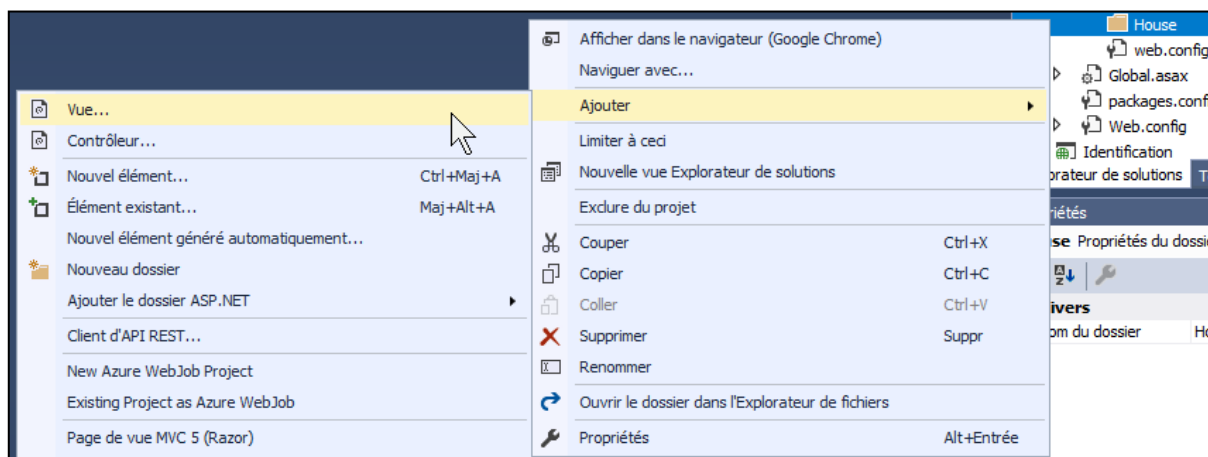 Vue...
Contrôleur...
Nouvel élément... Ctrl+Maj+A
Élément existant... Maj+Alt+A
Nouvel élément généré automatiquement...
Nouveau dossier
Ajouter le dossier ASP.NET
Client d'API REST...
New Azure WebJob Project
Existing Project as Azure WebJob
Page de vue MVC 5 (Razor)
Afficher dans le navigateur (Google Chrome)
Naviguer avec...
Ajouter
Limiter à ceci
Nouvelle vue Explorateur de solutions
Exclure du projet
Couper Ctrl+X
Copier Ctrl+C
Coller Ctrl+V
Supprimer Suppr
Renommer
Ouvrir le dossier dans l'Explorateur de fichiers
Propriétés Alt+Entrée
House
web.config
Global.asax
packages.conf
Web.config
Identification
orateur de solutions T
riétés
se Propriétés du dossi
ivers
om du dossier Ho